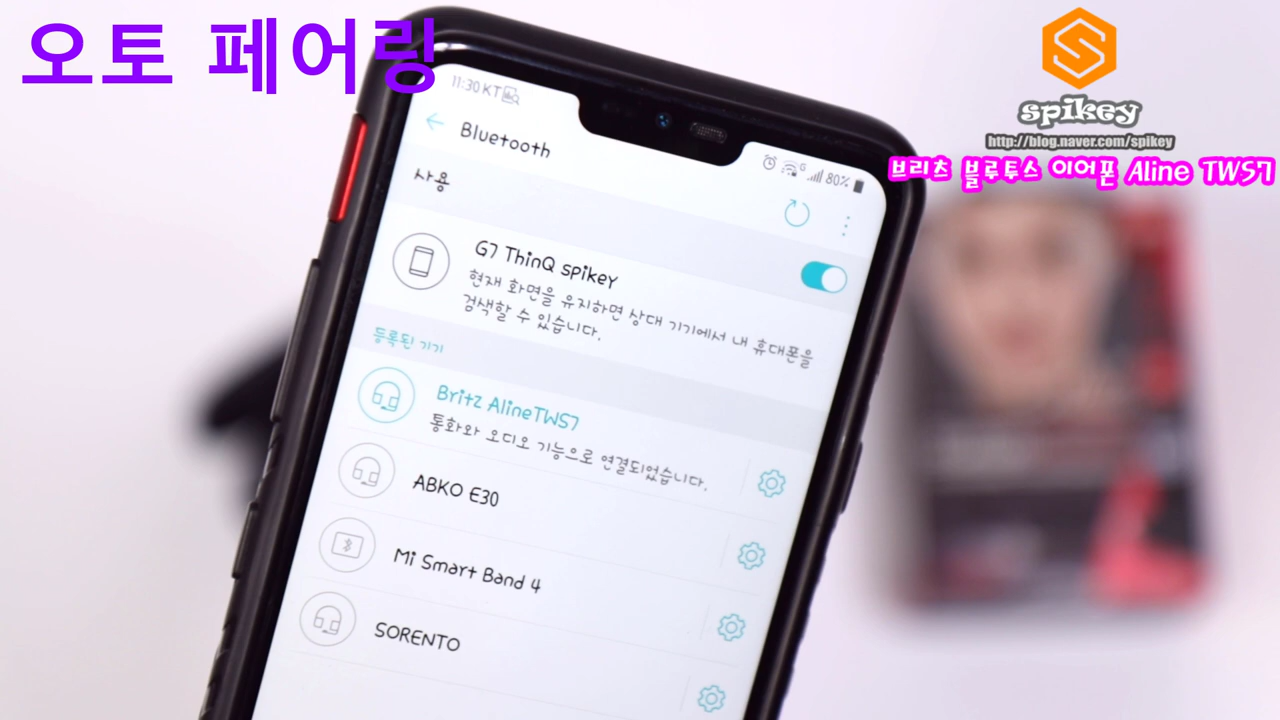 오토 페어링
spikey
http://blog.naver.com/spikey
브리츠 블루투스 이어폰 Aline TWS7
11:30 KT
80%
Bluetooth
사용
G7 ThinQ spikey
현재 화면을 유지하면 상대 기기에서 내 휴대폰을
검색할 수 있습니다.
등록된 기기
Britz AlineTWS7
통화와 오디오 기능으로 연결되었습니다.
ABKO E30
Mi Smart Band 4
SORENTO